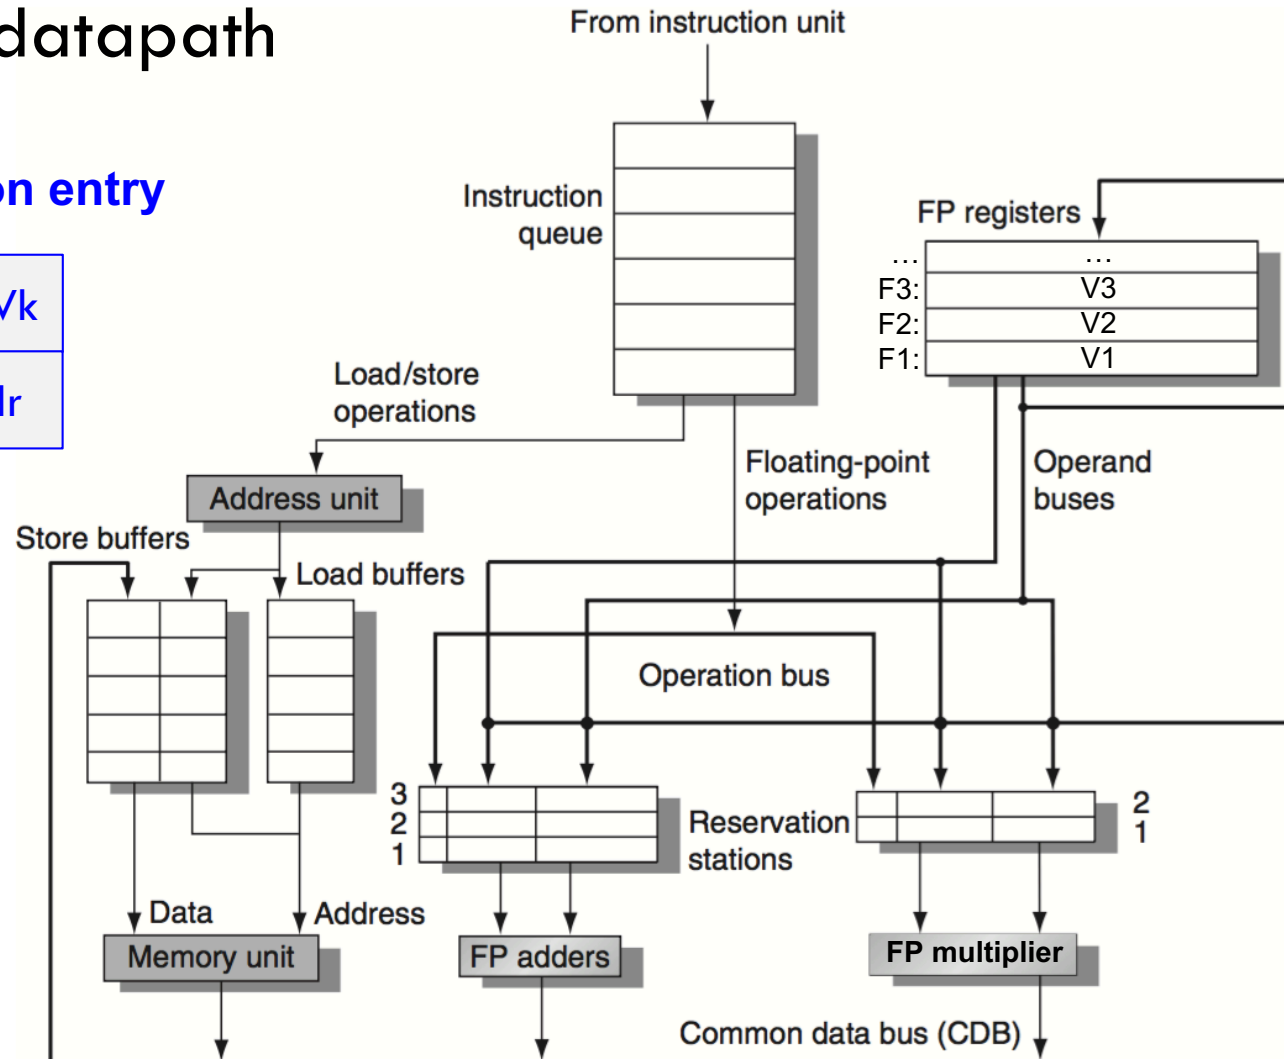 datapath
From instruction unit
on entry
Instruction
queue
FP registers
... ...
F3: V3
F2: V2
F1: V1
Vk
Load/store
operations
Floating-point
operations
Operand
buses
Address unit
Store buffers
Load buffers
Operation bus
3
2
1
Reservation
stations
2
1
Data
Address
Memory unit
FP adders
FP multiplier
Common data bus (CDB)